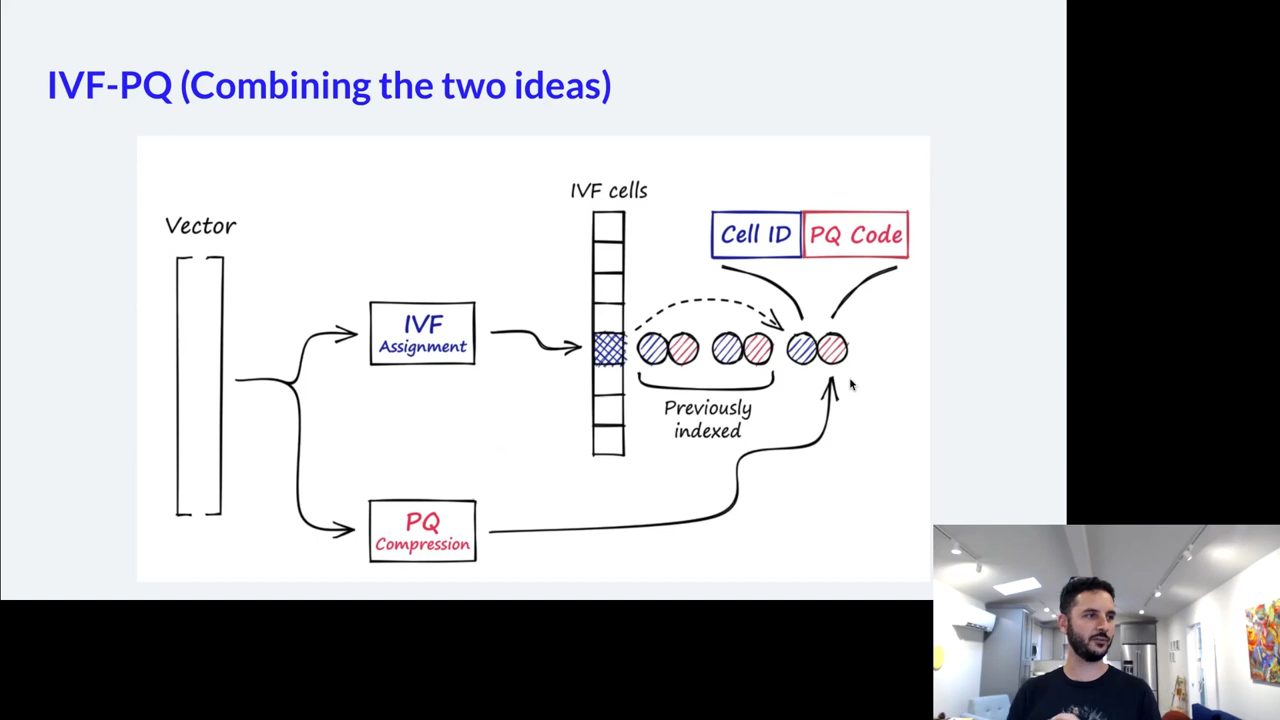 IVF-PQ (Combining the two ideas)
IVF cells
Vector
Cell ID
PQ Code
IVF
Assignment
Previously
indexed
PQ
Compression